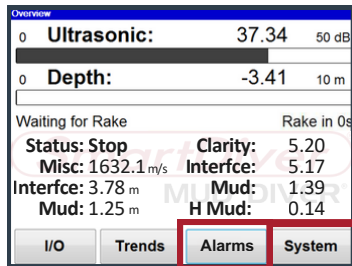 Overview
0 Ultrasonic: 37.34 50 dB
0 Depth: -3.41 10 m
Waiting for Rake Rake in 0s
Status: Stop Clarity: 5.20
Misc: 1632.1 m/s Interfce: 5.17
Interfce: 3.78 m Mud: 1.39
Mud: 1.25 m H Mud: 0.14
I/O Trends Alarms System